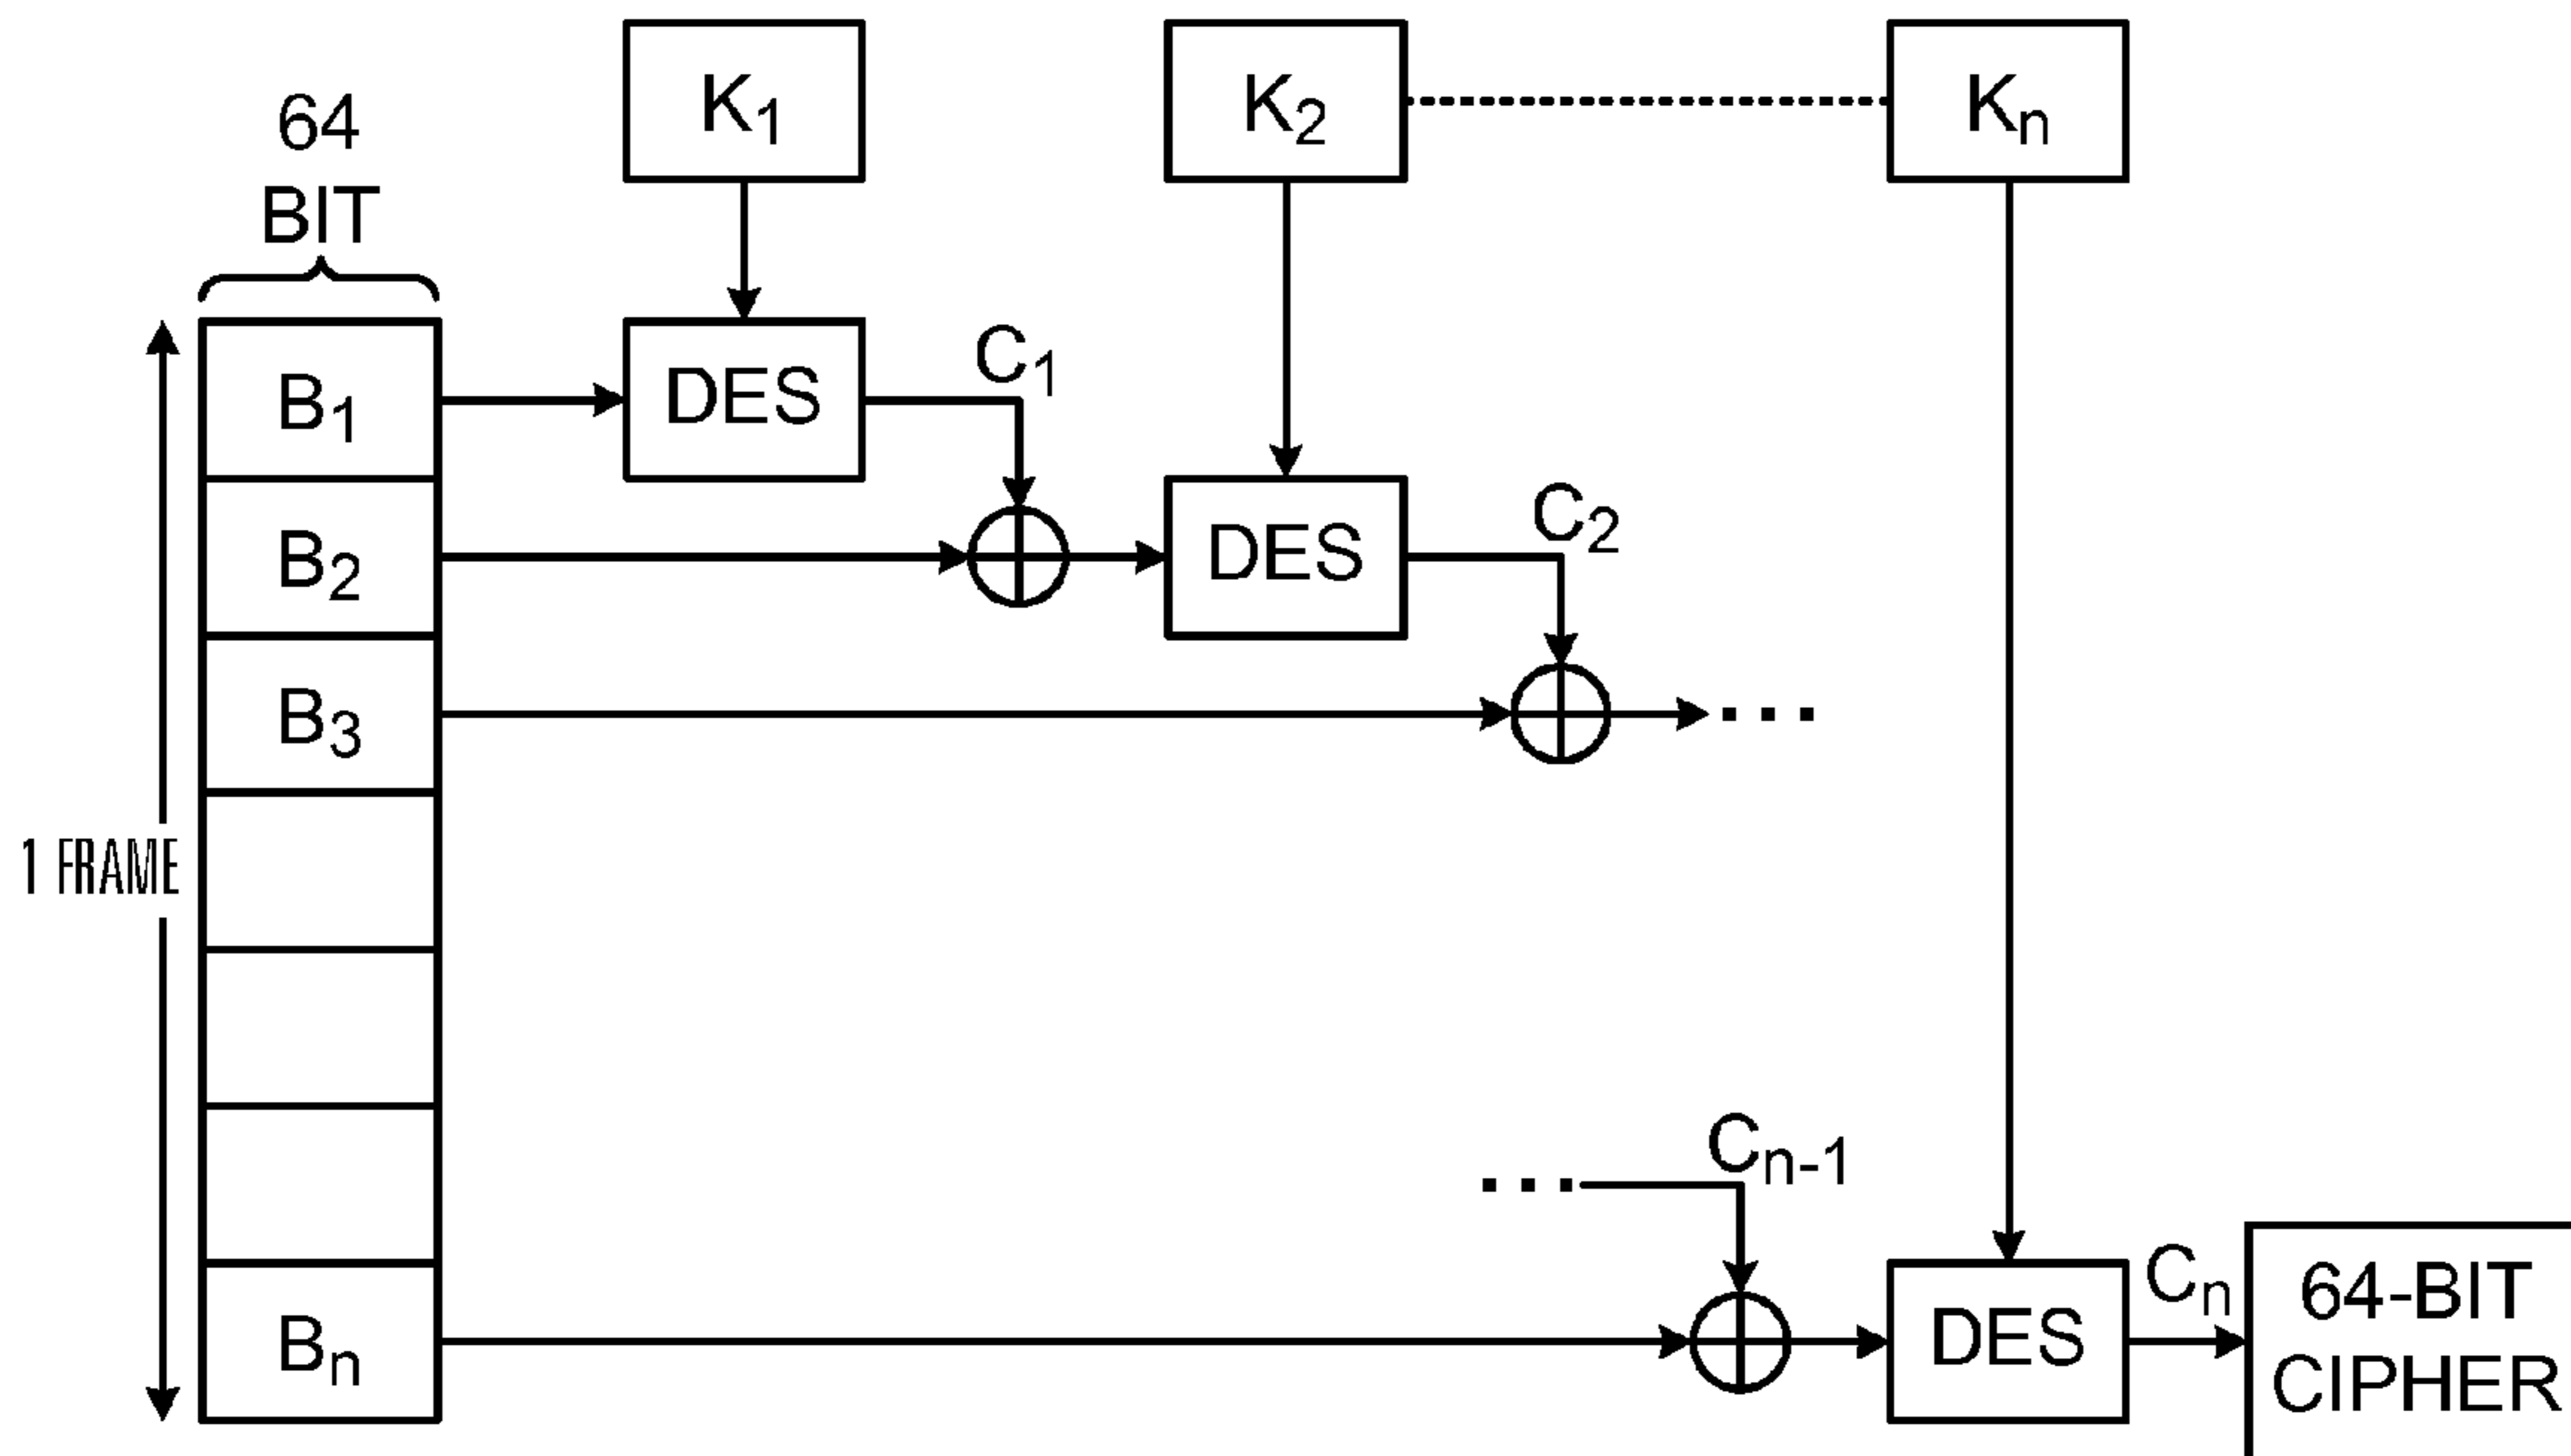 K₁
K₂
Kₙ
64
BIT
B₁
DES
C₁
B₂
DES
C₂
B₃
1 FRAME
Cₙ₋₁
Bₙ
DES
Cₙ
64-BIT
CIPHER